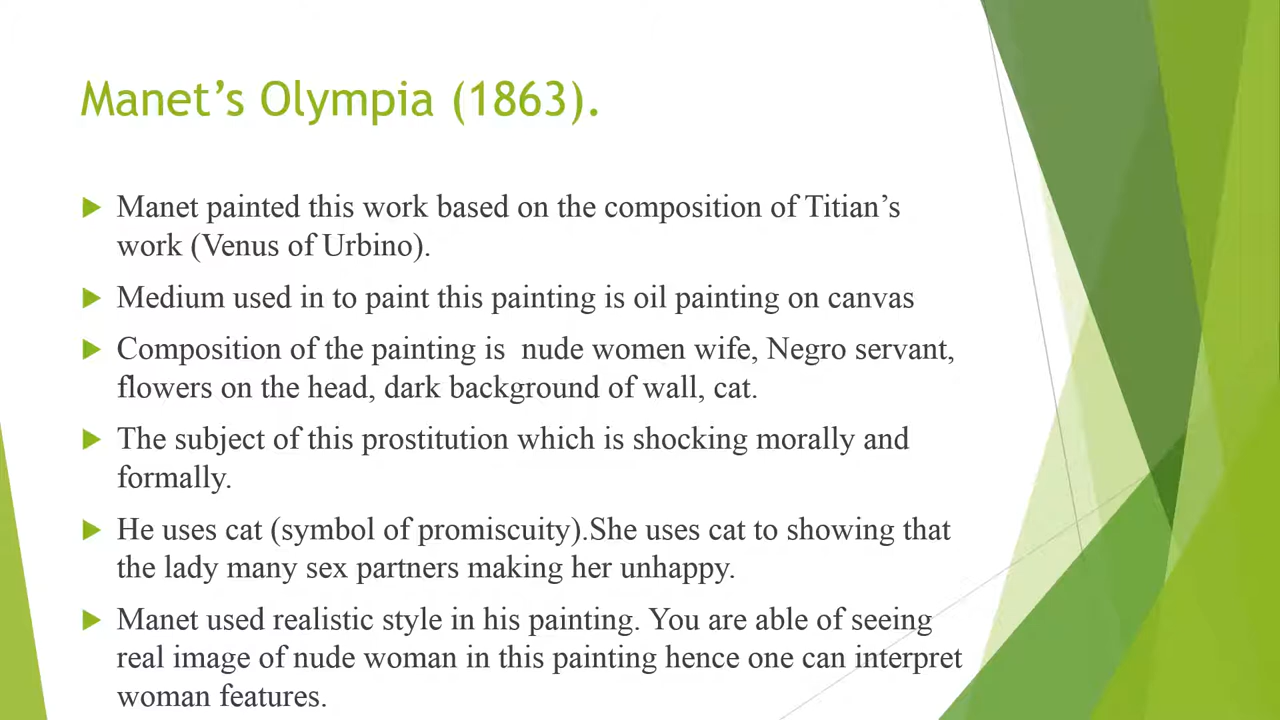 Manet’s Olympia (1863).
Manet painted this work based on the composition of Titian’s
work (Venus of Urbino).
Medium used in to paint this painting is oil painting on canvas
Composition of the painting is  nude women wife, Negro servant,
flowers on the head, dark background of wall, cat.
The subject of this prostitution which is shocking morally and
formally.
He uses cat (symbol of promiscuity).She uses cat to showing that
the lady many sex partners making her unhappy.
Manet used realistic style in his painting. You are able of seeing
real image of nude woman in this painting hence one can interpret
woman features.